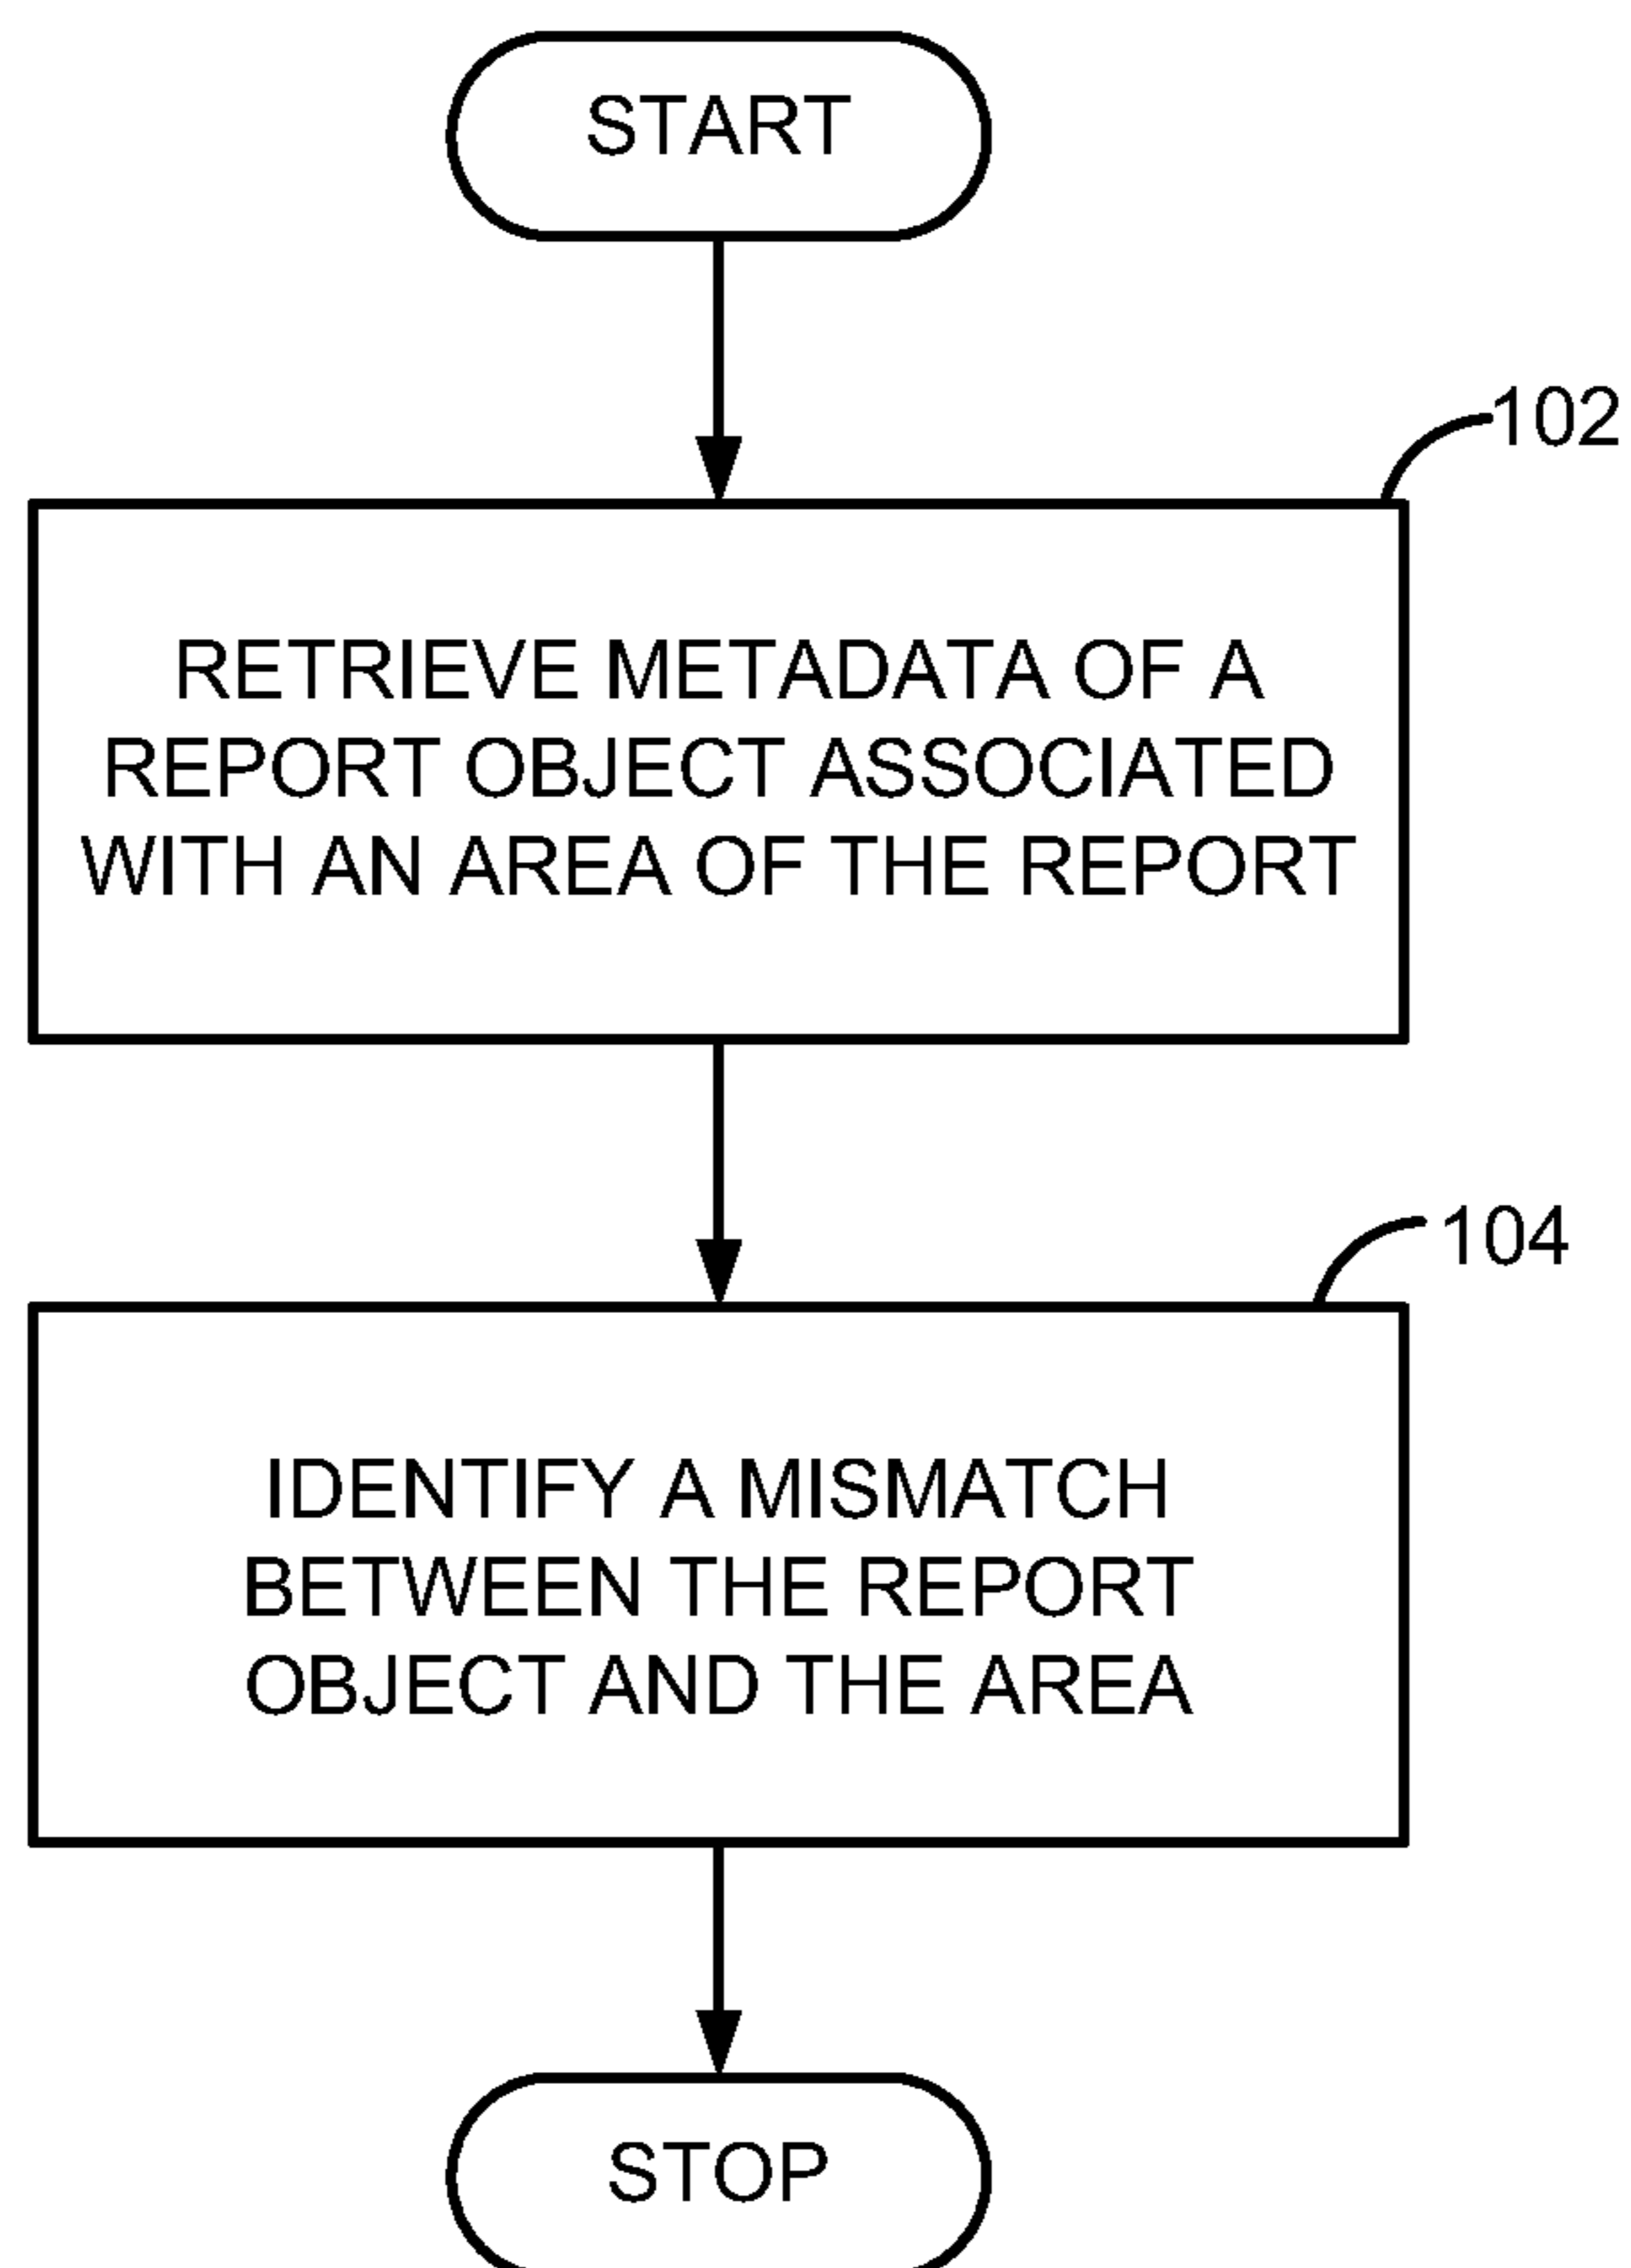 START
102
RETRIEVE METADATA OF A
REPORT OBJECT ASSOCIATED
WITH AN AREA OF THE REPORT
104
IDENTIFY A MISMATCH
BETWEEN THE REPORT
OBJECT AND THE AREA
STOP